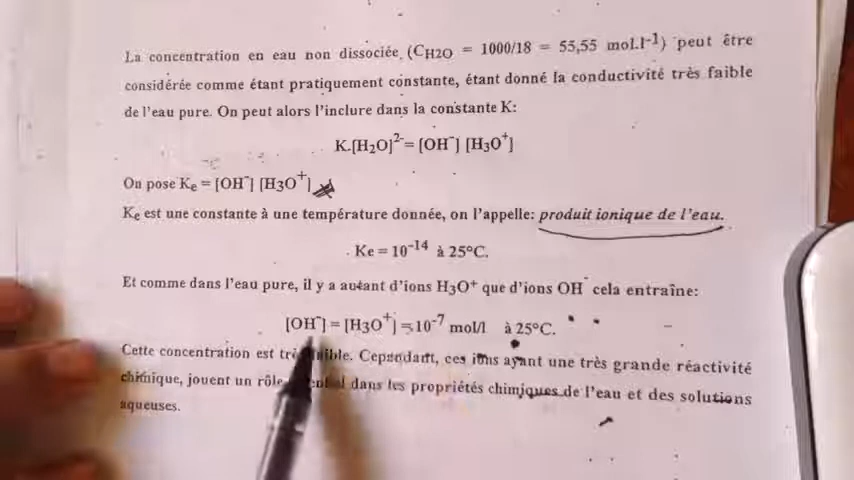 La concentration en eau non dissociée (CH2O = 1000/18 = 55,55 mol.l⁻¹) peut être
considérée comme étant pratiquement constante, étant donné la conductivité très faible
de l'eau pure. On peut alors l'inclure dans la constante K:
K.[H2O]²⁻= [OH⁻] [H3O⁺]
On pose Ke = [OH⁻] [H3O⁺]
Ke est une constante à une température donnée, on l'appelle: produit ionique de l'eau.
Ke = 10⁻¹⁴ à 25°C.
Et comme dans l'eau pure, il y a autant d'ions H3O⁺ que d'ions OH⁻ cela entraîne:
[OH⁻] = [H3O⁺] = 10⁻⁷ mol/l à 25°C.
Cette concentration est très faible. Cependant, ces ions ayant une très grande réactivité
chimique, jouent un rôle dans les propriétés chimiques de l'eau et des solutions
aqueuses.